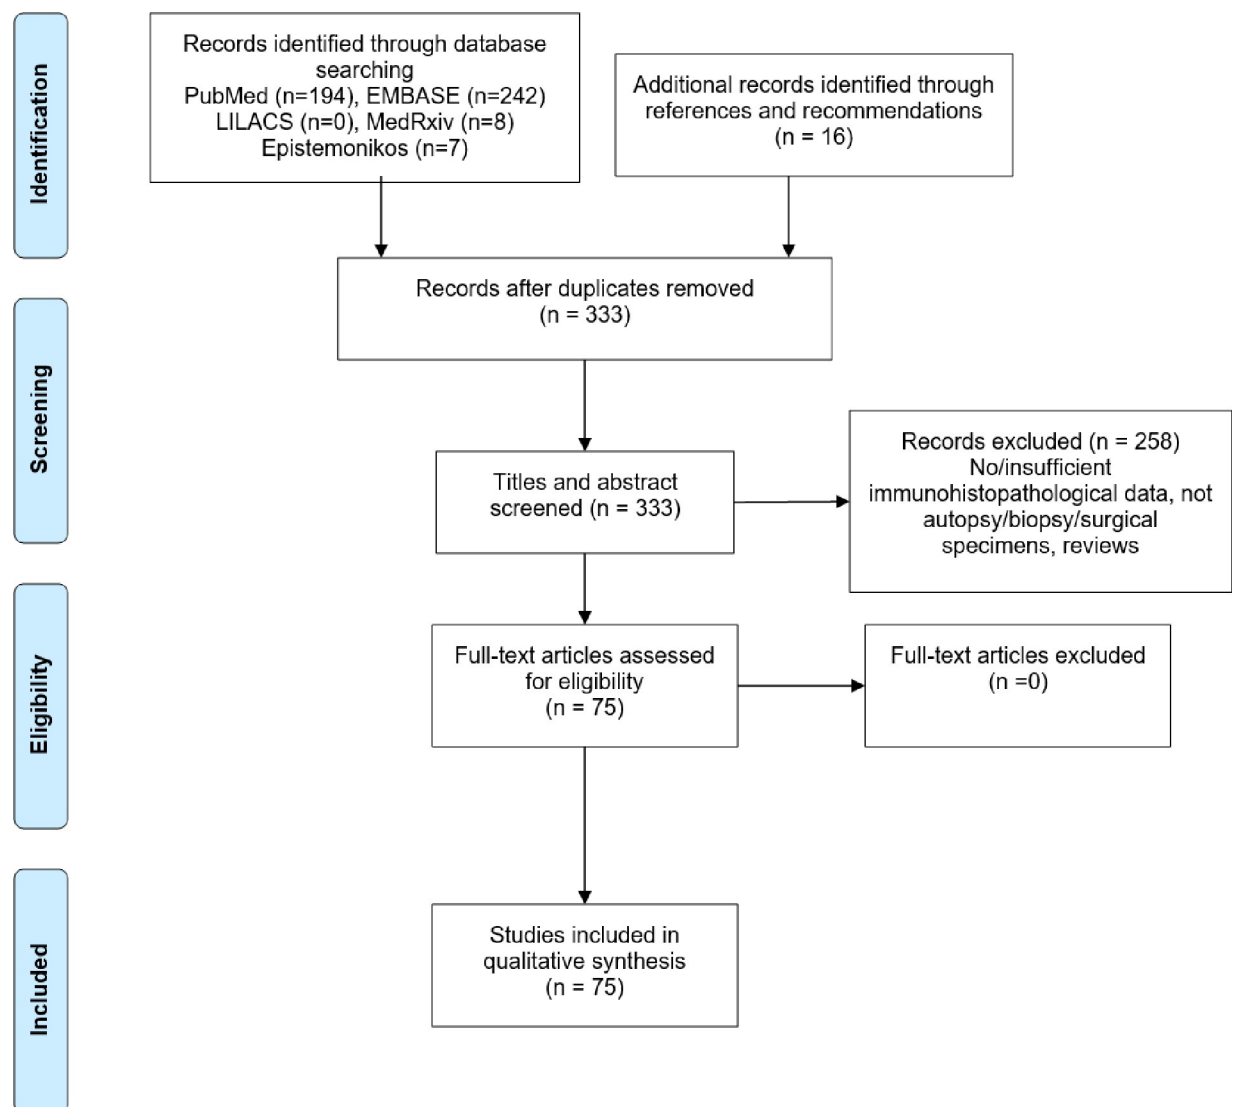 Identification
Records identified through database
searching
PubMed (n=194), EMBASE (n=242)
LILACS (n=0), MedRxiv (n=8)
Epistemonikos (n=7)
Additional records identified through
references and recommendations
(n = 16)
Records after duplicates removed
(n = 333)
Screening
Titles and abstract
screened (n = 333)
Records excluded (n = 258)
No/insufficient
immunohistopathological data, not
autopsy/biopsy/surgical
specimens, reviews
Eligibility
Full-text articles assessed
for eligibility
(n = 75)
Full-text articles excluded
(n =0)
Included
Studies included in
qualitative synthesis
(n = 75)